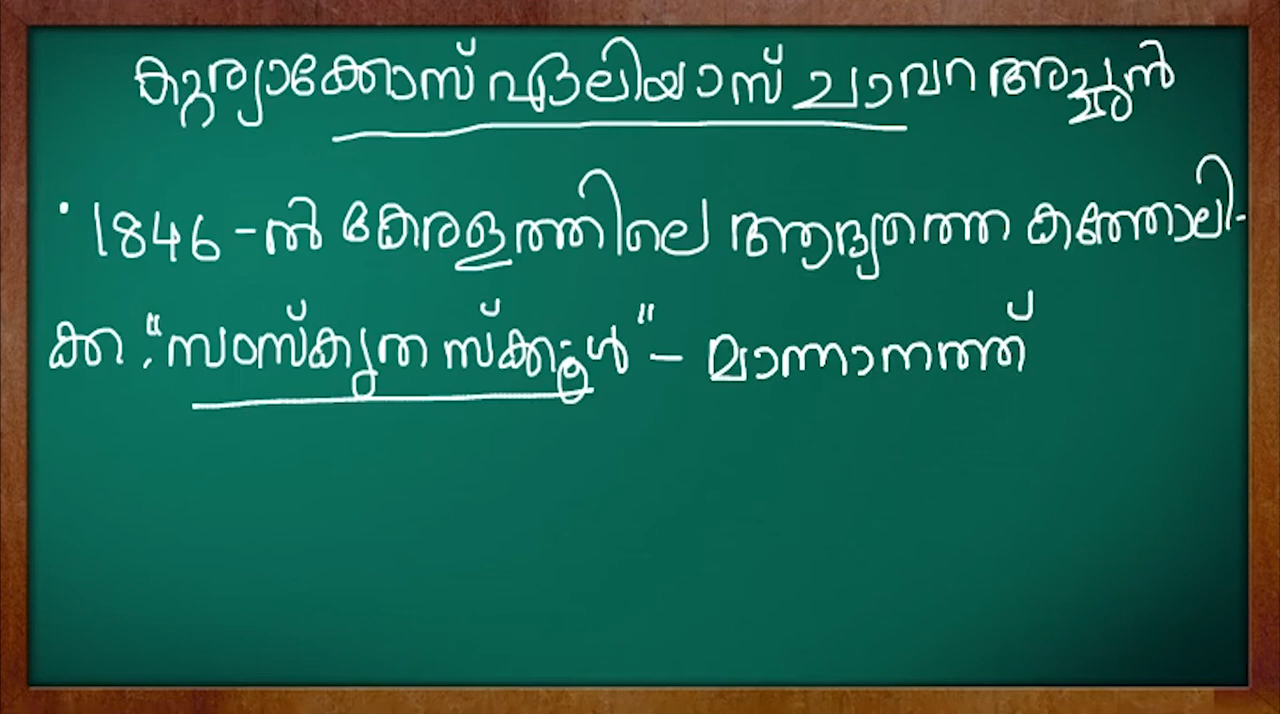 കുര്യാക്കോസ് ഏലിയാസ് ചാവറ അച്ചൻ
• 1846 - ൽ കേരളത്തിലെ ആദ്യത്തെ കത്തോലി-
ക്ക "സംസ്കൃത സ്ക്കൂൾ" - മാന്നാനത്ത്